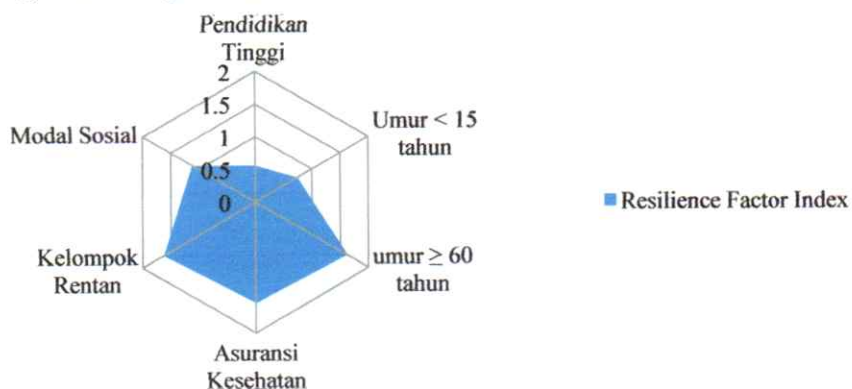 Pendidikan
Tinggi
2
1.5
1
0.5
0
Umur < 15
tahun
umur ≥ 60
tahun
Asuransi
Kesehatan
Kelompok
Rentan
Modal Sosial
Resilience Factor Index